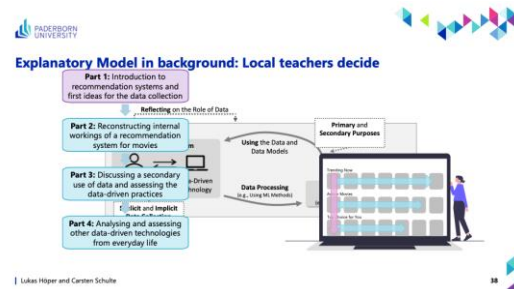 PADERBORN
UNIVERSITY
Explanatory Model in background: Local teachers decide
Part 1: Introduction to
recommendation systems and
first ideas for the data collection
Reflecting on the Role of Data
Part 2: Reconstructing internal
workings of a recommendation
system for movies
Primary and
Secondary Purposes
Using the Data and
Data Models
Part 3: Discussing a secondary
use of data and assessing the
data-driven practices
Data Processing
(e.g., Using ML Methods)
Trending Now
Part 4: Analysing and assessing
other data-driven technologies
from everyday life
Lukas Höper and Carsten Schulte
38